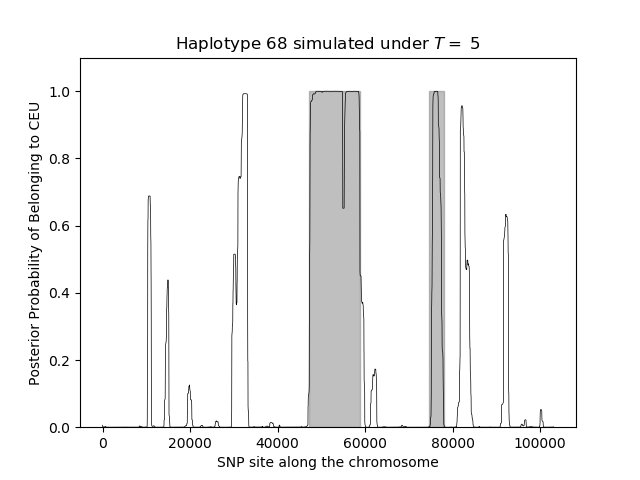 Haplotype 68 simulated under T = 5
Posterior Probability of Belonging to CEU
1.0
0.8
0.6
0.4
0.2
0.0
0 20000 40000 60000 80000 100000
SNP site along the chromosome